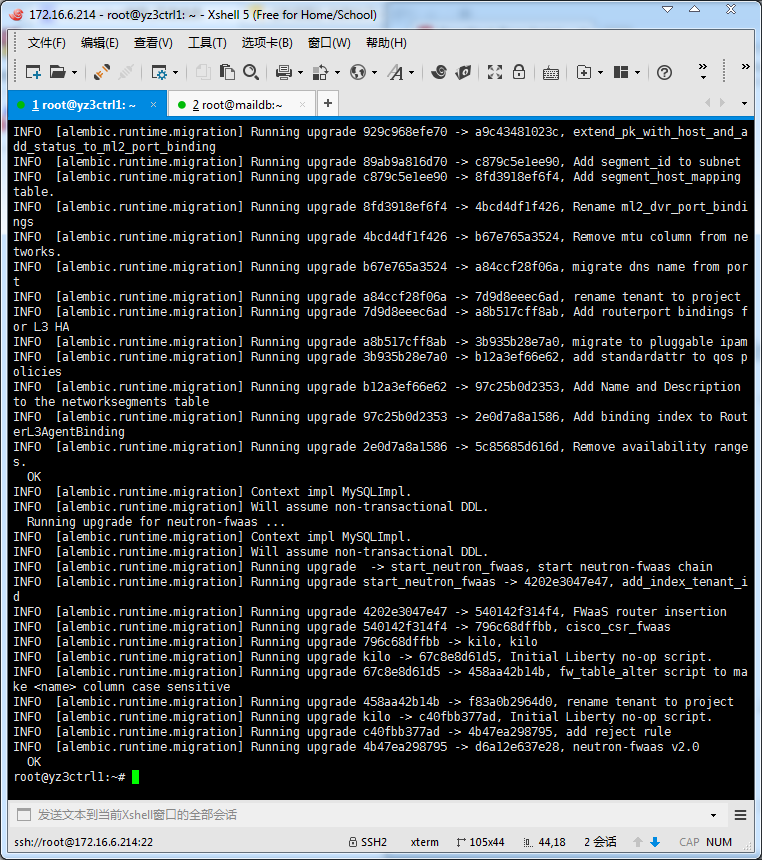 172.16.6.214 - root@yz3ctrl1: ~ - Xshell 5 (Free for Home/School)
文件(F) 编辑(E) 查看(V) 工具(T) 选项卡(B) 窗口(W) 帮助(H)
1 root@yz3ctrl1: ~ × 2 root@maildb:~ × +
INFO  [alembic.runtime.migration] Running upgrade 929c968efe70 -> a9c43481023c, extend_pk_with_host_and_a
dd_status_to_ml2_port_binding
INFO  [alembic.runtime.migration] Running upgrade 89ab9a816d70 -> c879c5e1ee90, Add segment_id to subnet
INFO  [alembic.runtime.migration] Running upgrade c879c5e1ee90 -> 8fd3918ef6f4, Add segment_host_mapping
table.
INFO  [alembic.runtime.migration] Running upgrade 8fd3918ef6f4 -> 4bcd4df1f426, Rename ml2_dvr_port_bindi
ngs
INFO  [alembic.runtime.migration] Running upgrade 4bcd4df1f426 -> b67e765a3524, Remove mtu column from ne
tworks.
INFO  [alembic.runtime.migration] Running upgrade b67e765a3524 -> a84ccf28f06a, migrate dns name from por
t
INFO  [alembic.runtime.migration] Running upgrade a84ccf28f06a -> 7d9d8eeec6ad, rename tenant to project
INFO  [alembic.runtime.migration] Running upgrade 7d9d8eeec6ad -> a8b517cff8ab, Add routerport bindings f
or L3 HA
INFO  [alembic.runtime.migration] Running upgrade a8b517cff8ab -> 3b935b28e7a0, migrate to pluggable ipam
INFO  [alembic.runtime.migration] Running upgrade 3b935b28e7a0 -> b12a3ef66e62, add standardattr to qos p
olicies
INFO  [alembic.runtime.migration] Running upgrade b12a3ef66e62 -> 97c25b0d2353, Add Name and Description
to the networksegments table
INFO  [alembic.runtime.migration] Running upgrade 97c25b0d2353 -> 2e0d7a8a1586, Add binding index to Rout
erL3AgentBinding
INFO  [alembic.runtime.migration] Running upgrade 2e0d7a8a1586 -> 5c85685d616d, Remove availability range
s.
  OK
INFO  [alembic.runtime.migration] Context impl MySQLImpl.
INFO  [alembic.runtime.migration] Will assume non-transactional DDL.
  Running upgrade for neutron-fwaas ...
INFO  [alembic.runtime.migration] Context impl MySQLImpl.
INFO  [alembic.runtime.migration] Will assume non-transactional DDL.
INFO  [alembic.runtime.migration] Running upgrade  -> start_neutron_fwaas, start neutron-fwaas chain
INFO  [alembic.runtime.migration] Running upgrade start_neutron_fwaas -> 4202e3047e47, add_index_tenant_i
d
INFO  [alembic.runtime.migration] Running upgrade 4202e3047e47 -> 540142f314f4, FWaaS router insertion
INFO  [alembic.runtime.migration] Running upgrade 540142f314f4 -> 796c68dffbb, cisco_csr_fwaas
INFO  [alembic.runtime.migration] Running upgrade 796c68dffbb -> kilo, kilo
INFO  [alembic.runtime.migration] Running upgrade kilo -> 67c8e8d61d5, Initial Liberty no-op script.
INFO  [alembic.runtime.migration] Running upgrade 67c8e8d61d5 -> 458aa42b14b, fw_table_alter script to ma
ke <name> column case sensitive
INFO  [alembic.runtime.migration] Running upgrade 458aa42b14b -> f83a0b2964d0, rename tenant to project
INFO  [alembic.runtime.migration] Running upgrade kilo -> c40fbb377ad, Initial Liberty no-op script.
INFO  [alembic.runtime.migration] Running upgrade c40fbb377ad -> 4b47ea298795, add reject rule
INFO  [alembic.runtime.migration] Running upgrade 4b47ea298795 -> d6a12e637e28, neutron-fwaas v2.0
  OK
root@yz3ctrl1:~#
发送文本到当前Xshell窗口的全部会话
ssh://root@172.16.6.214:22 SSH2 xterm 105x44 44,18 2 会话 CAP NUM